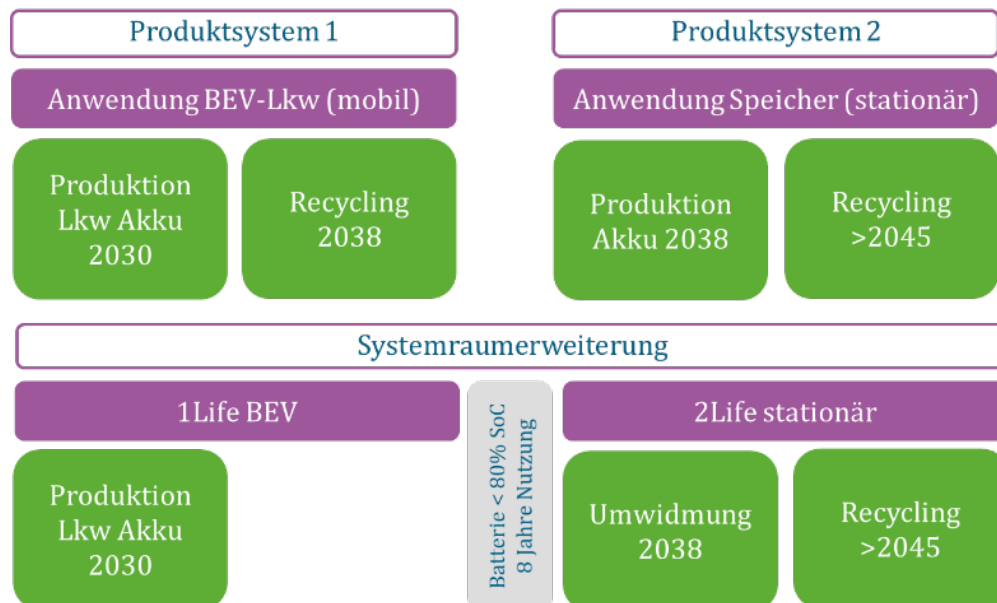 Produktsystem 1
Produktsystem 2
Anwendung BEV-Lkw (mobil)
Anwendung Speicher (stationär)
Produktion
Lkw Akku
2030
Recycling
2038
Produktion
Akku 2038
Recycling
>2045
Systemraumerweiterung
1Life BEV
Batterie < 80% SoC
8 Jahre Nutzung
2Life stationär
Produktion
Lkw Akku
2030
Umwidmung
2038
Recycling
>2045